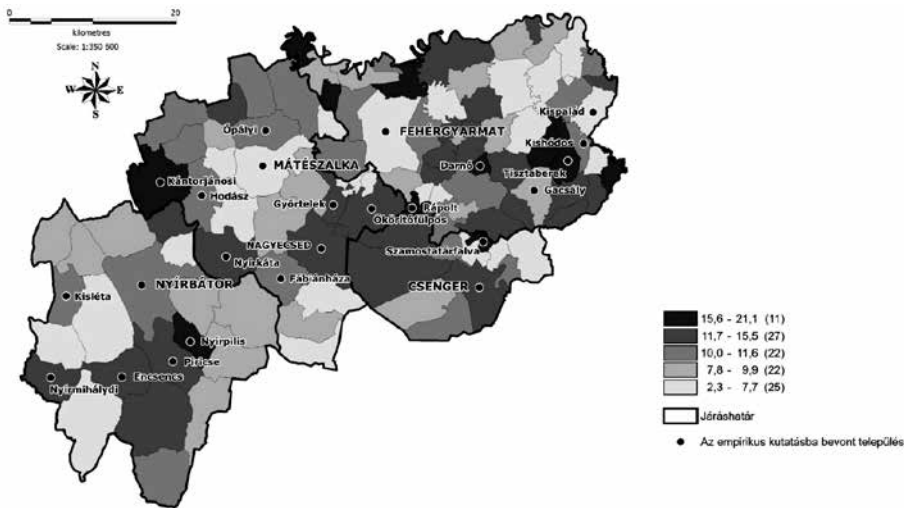 0 20
kilometres
Scale: 1:350 600
N
W E
S
Ópályi
FEHÉRGYARMAT
Kispalád
Kishódos
MÁTÉSZALKA
Darnó
Tisztaberek
Kántorjánosi
Hodász
Gacsály
Győrtelek
Rápolt
Ököritófülpös
NAGYECSED
Szamostatárfalva
Nyírkáta
Fábiánháza
CSENGER
NYÍRBÁTOR
Kisléta
Nyírpilis
Piricse
Nyírmihálydi
Encsencs
15,6 - 21,1 (11)
11,7 - 15,5 (27)
10,0 - 11,6 (22)
7,8 - 9,9 (22)
2,3 - 7,7 (25)
Járáshatár
Az empirikus kutatásba bevont település